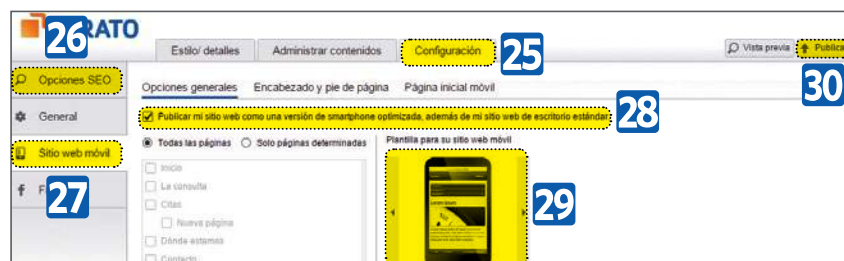 RATO
26
Estilo/ detalles
Administrar contenidos
Configuración
25
Vista previa
Publica
30
Opciones SEO
General
Sitio web móvil
F
27
Opciones generales
Encabezado y pie de página
Página inicial móvil
Publicar mi sitio web como una versión de smartphone optimizada, además de mi sitio web de escritorio estándar
28
Todas las páginas
Solo páginas determinadas
Inicio
La consulta
Citas
Nueva página
Dónde estamos
Contacto
Plantilla para su sitio web móvil
29